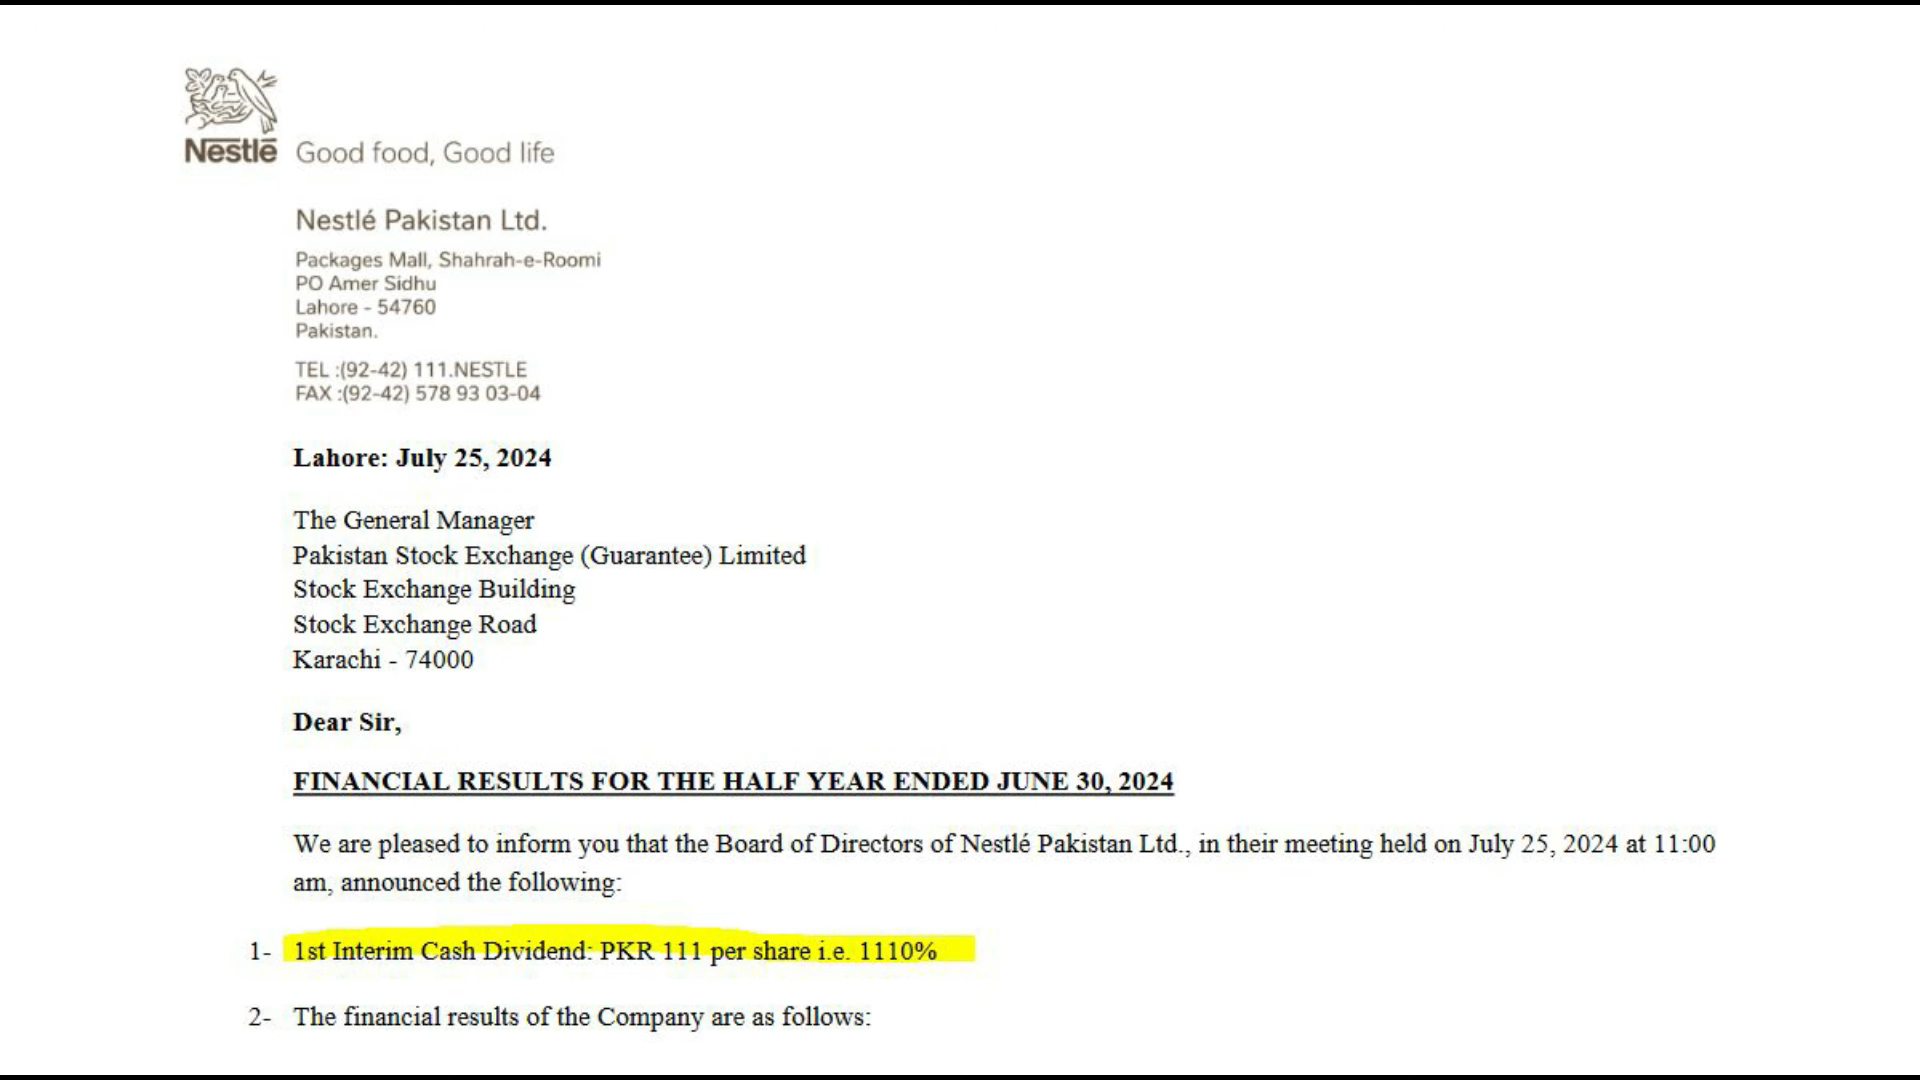 Nestlé Good food, Good life
Nestlé Pakistan Ltd.
Packages Mall, Shahrah-e-Roomi
PO Amer Sidhu
Lahore - 54760
Pakistan.
TEL :(92-42) 111.NESTLE
FAX :(92-42) 578 93 03-04
Lahore: July 25, 2024
The General Manager
Pakistan Stock Exchange (Guarantee) Limited
Stock Exchange Building
Stock Exchange Road
Karachi - 74000
Dear Sir,
FINANCIAL RESULTS FOR THE HALF YEAR ENDED JUNE 30, 2024
We are pleased to inform you that the Board of Directors of Nestlé Pakistan Ltd., in their meeting held on July 25, 2024 at 11:00
am, announced the following:
1- 1st Interim Cash Dividend: PKR 111 per share i.e. 1110%
2- The financial results of the Company are as follows: